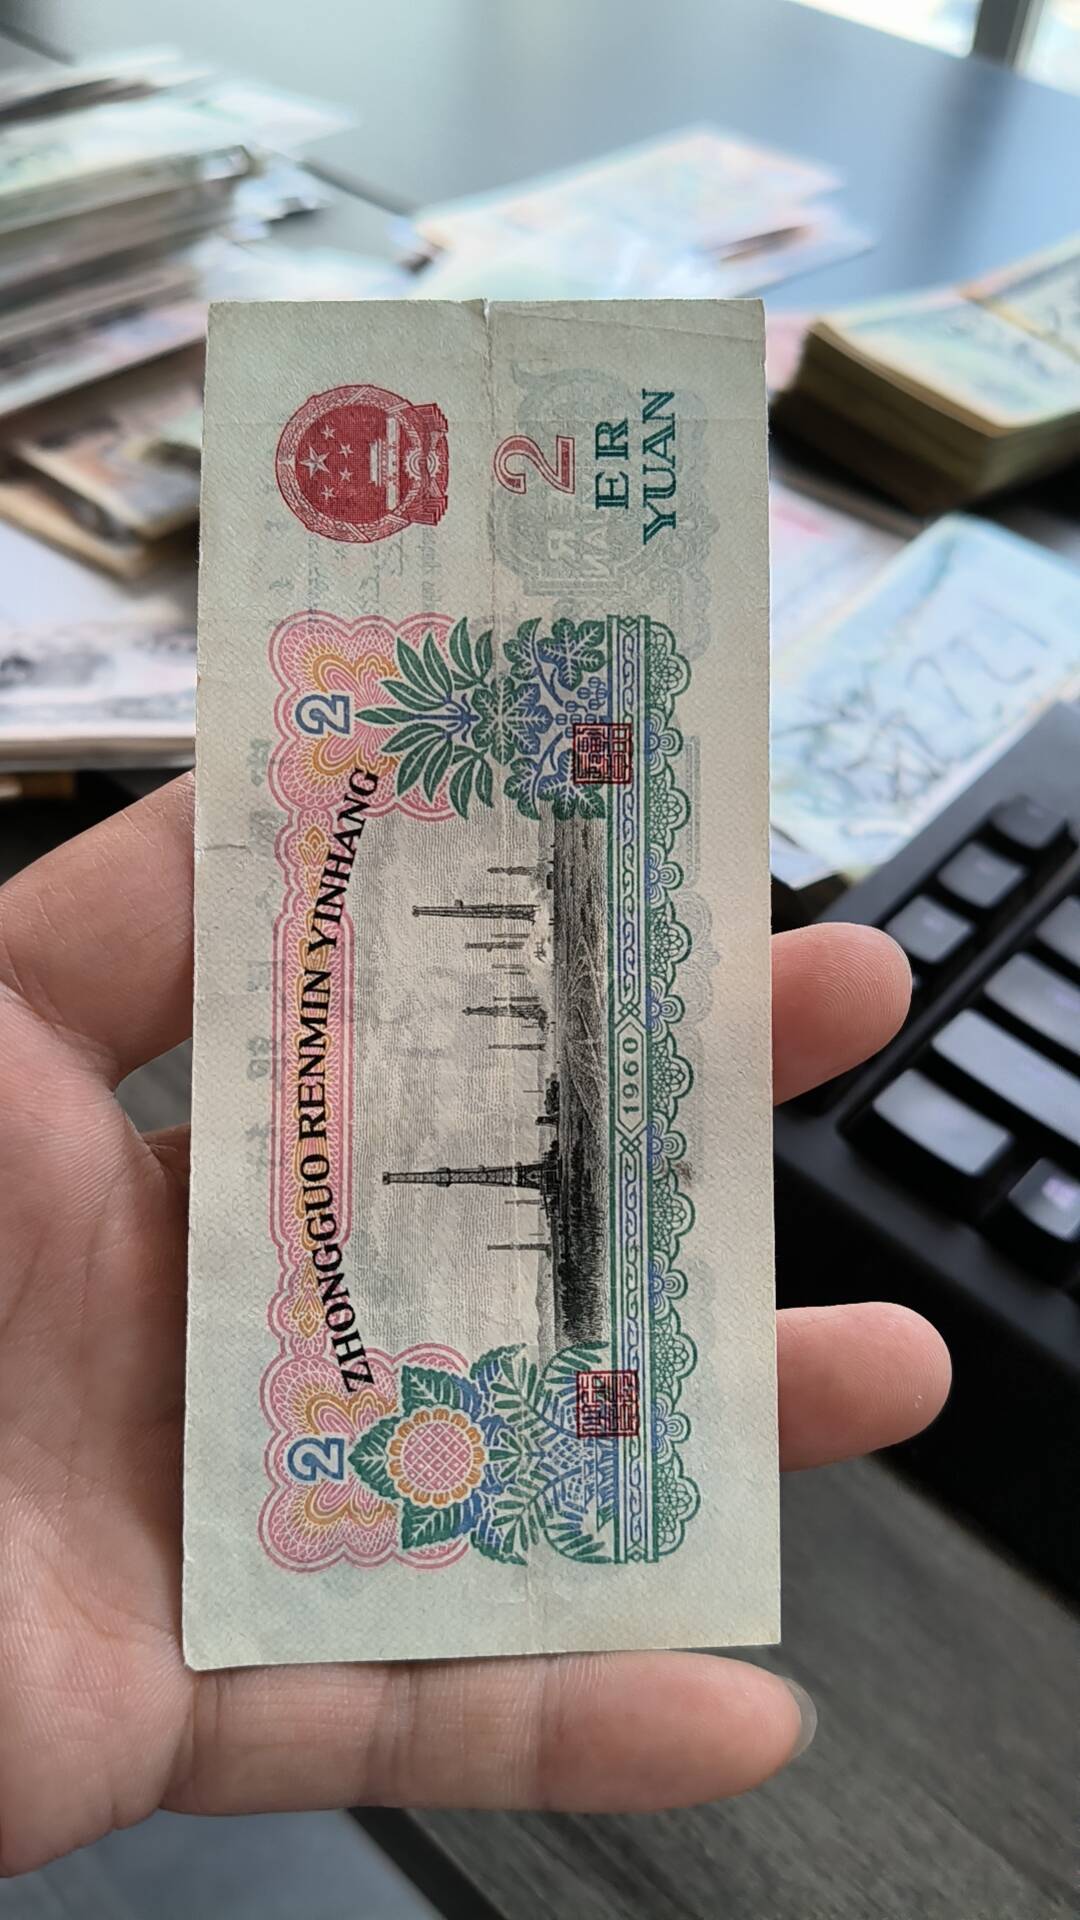 ZHONGGUO RENMIN YINHANG
2
2
2
ER
YUAN
1960